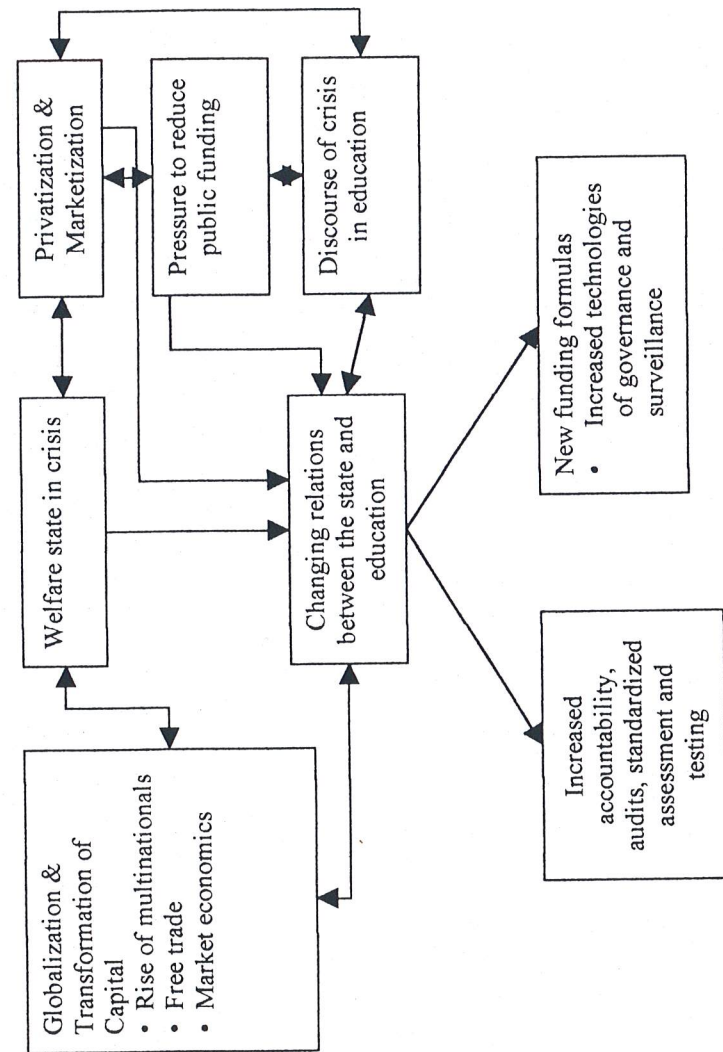 Globalization &
Transformation of
Capital
• Rise of multinationals
• Free trade
• Market economics
Welfare state in crisis
Privatization &
Marketization
Pressure to reduce
public funding
Discourse of crisis
in education
Changing relations
between the state and
education
Increased
accountability,
audits, standardized
assessment and
testing
New funding formulas
• Increased technologies
of governance and
surveillance